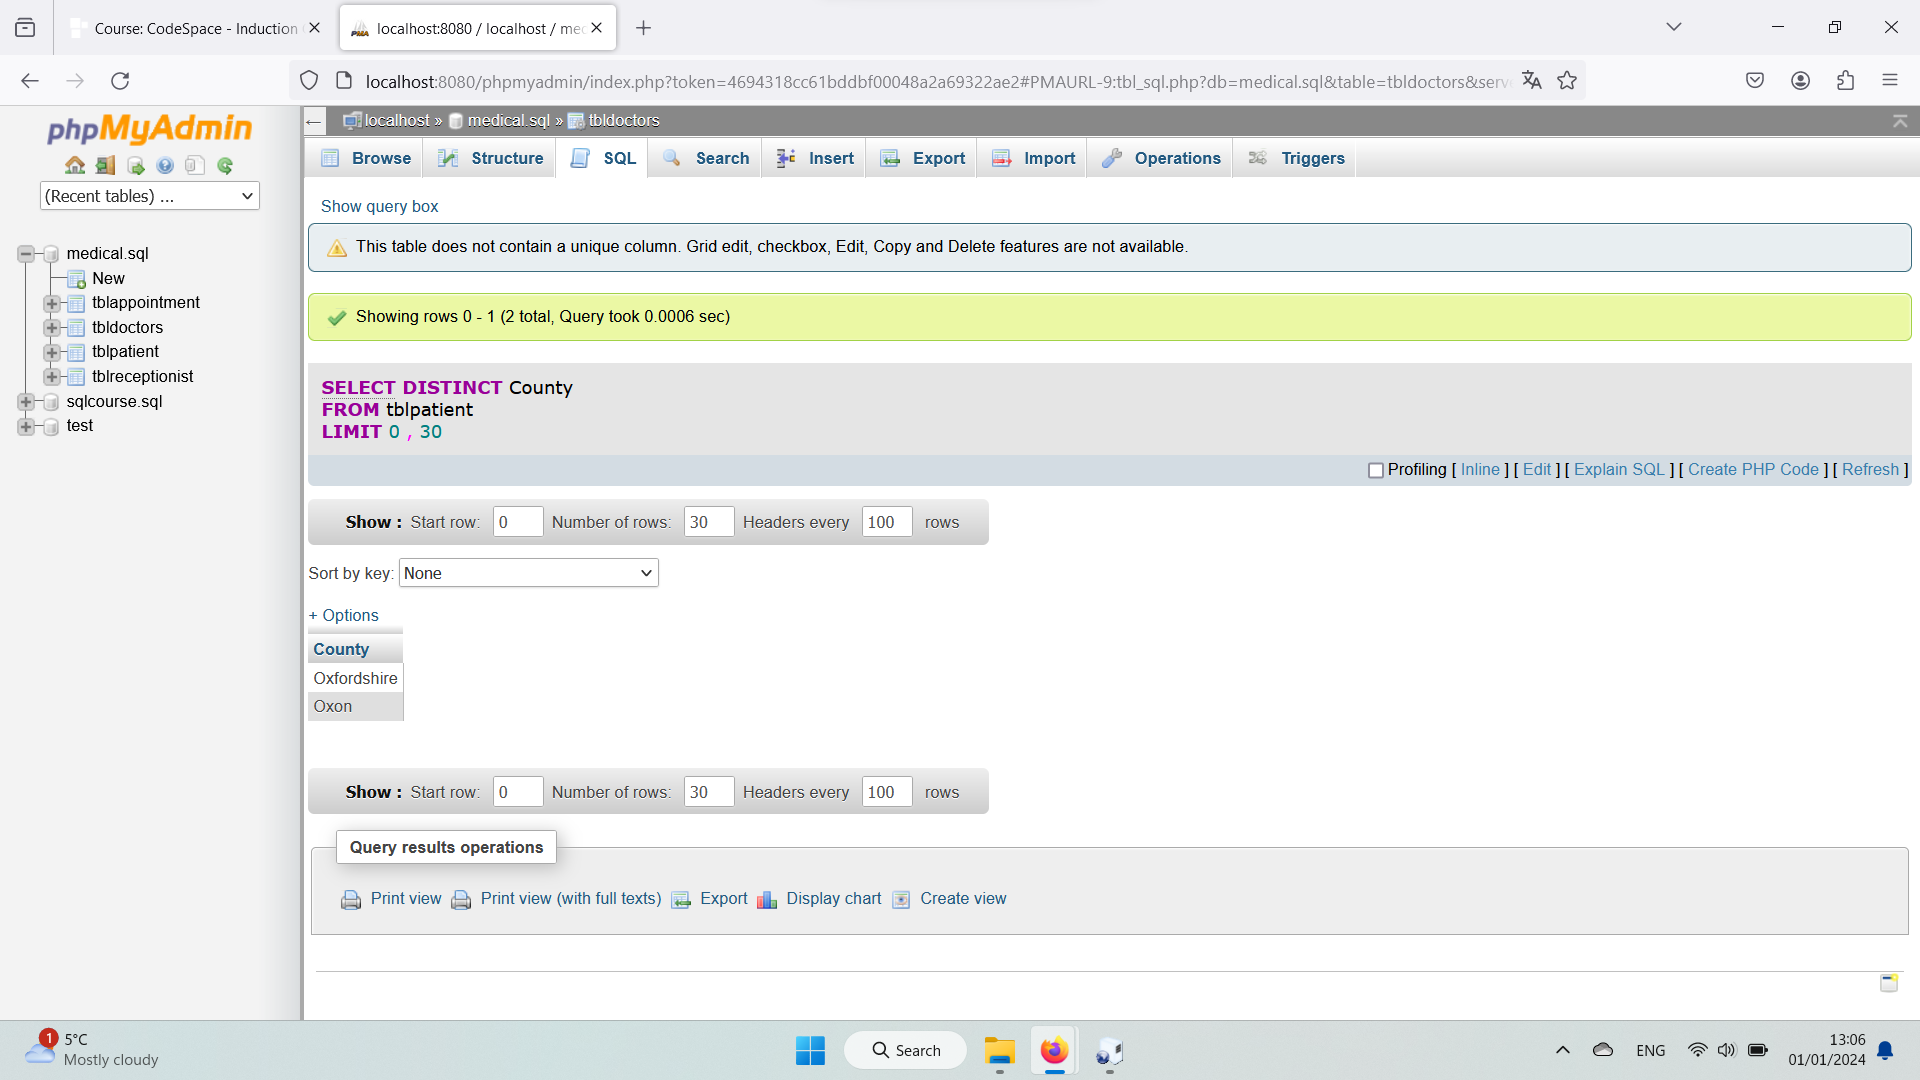 Course: CodeSpace - Induction
localhost:8080 / localhost / med
localhost:8080/phpmyadmin/index.php?token=4694318cc61bddbf00048a2a69322ae2#PMAURL-9:tbl_sql.php?db=medical.sql&table=tbldoctors&serv
phpMyAdmin
(Recent tables) ...
medical.sql
New
tblappointment
tbldoctors
tblpatient
tblreceptionist
sqlcourse.sql
test
localhost » medical.sql » tbldoctors
Browse Structure SQL Search Insert Export Import Operations Triggers
Show query box
This table does not contain a unique column. Grid edit, checkbox, Edit, Copy and Delete features are not available.
Showing rows 0 - 1 (2 total, Query took 0.0006 sec)
SELECT DISTINCT County
FROM tblpatient
LIMIT 0 , 30
Profiling [ Inline ] [ Edit ] [ Explain SQL ] [ Create PHP Code ] [ Refresh ]
Show : Start row: 0 Number of rows: 30 Headers every 100 rows
Sort by key: None
+ Options
County
Oxfordshire
Oxon
Show : Start row: 0 Number of rows: 30 Headers every 100 rows
Query results operations
Print view Print view (with full texts) Export Display chart Create view
1
5°C
Mostly cloudy
Search
ENG
13:06
01/01/2024